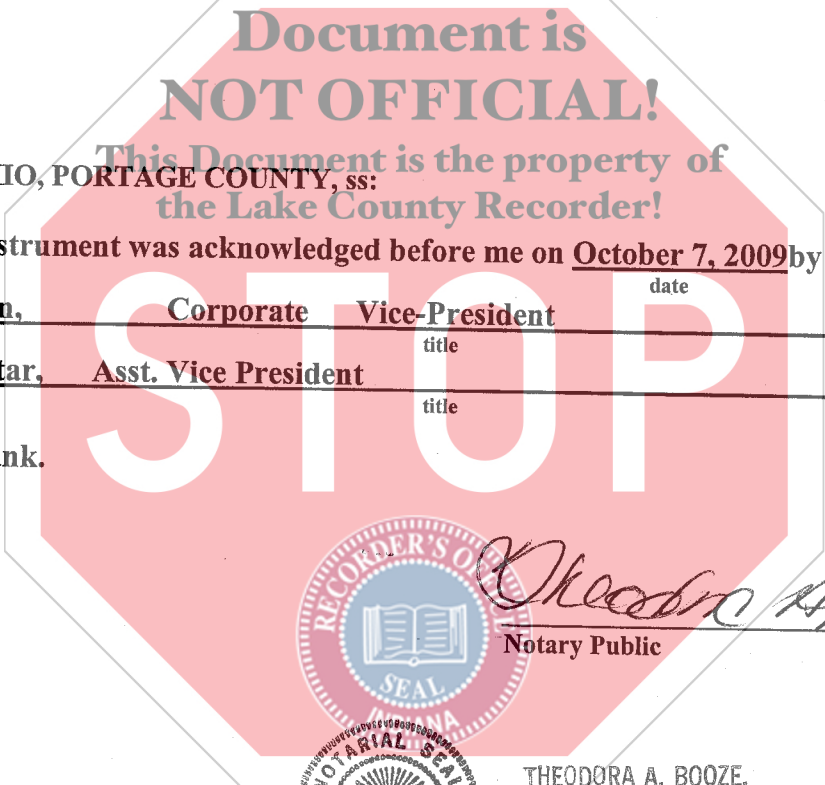 Document is
NOT OFFICIAL!
This Document is the property of
IO, PORTAGE COUNTY, ss:
the Lake County Recorder!
strument was acknowledged before me on October 7, 2009by
date
n, Corporate Vice-President
title
tar, Asst. Vice President
title
STOP
nk.
RECORDER'S OFFICE
SEAL
INDIANA
Notary Public
NOTARIAL SEAL
THEODORA A. BOOZE,